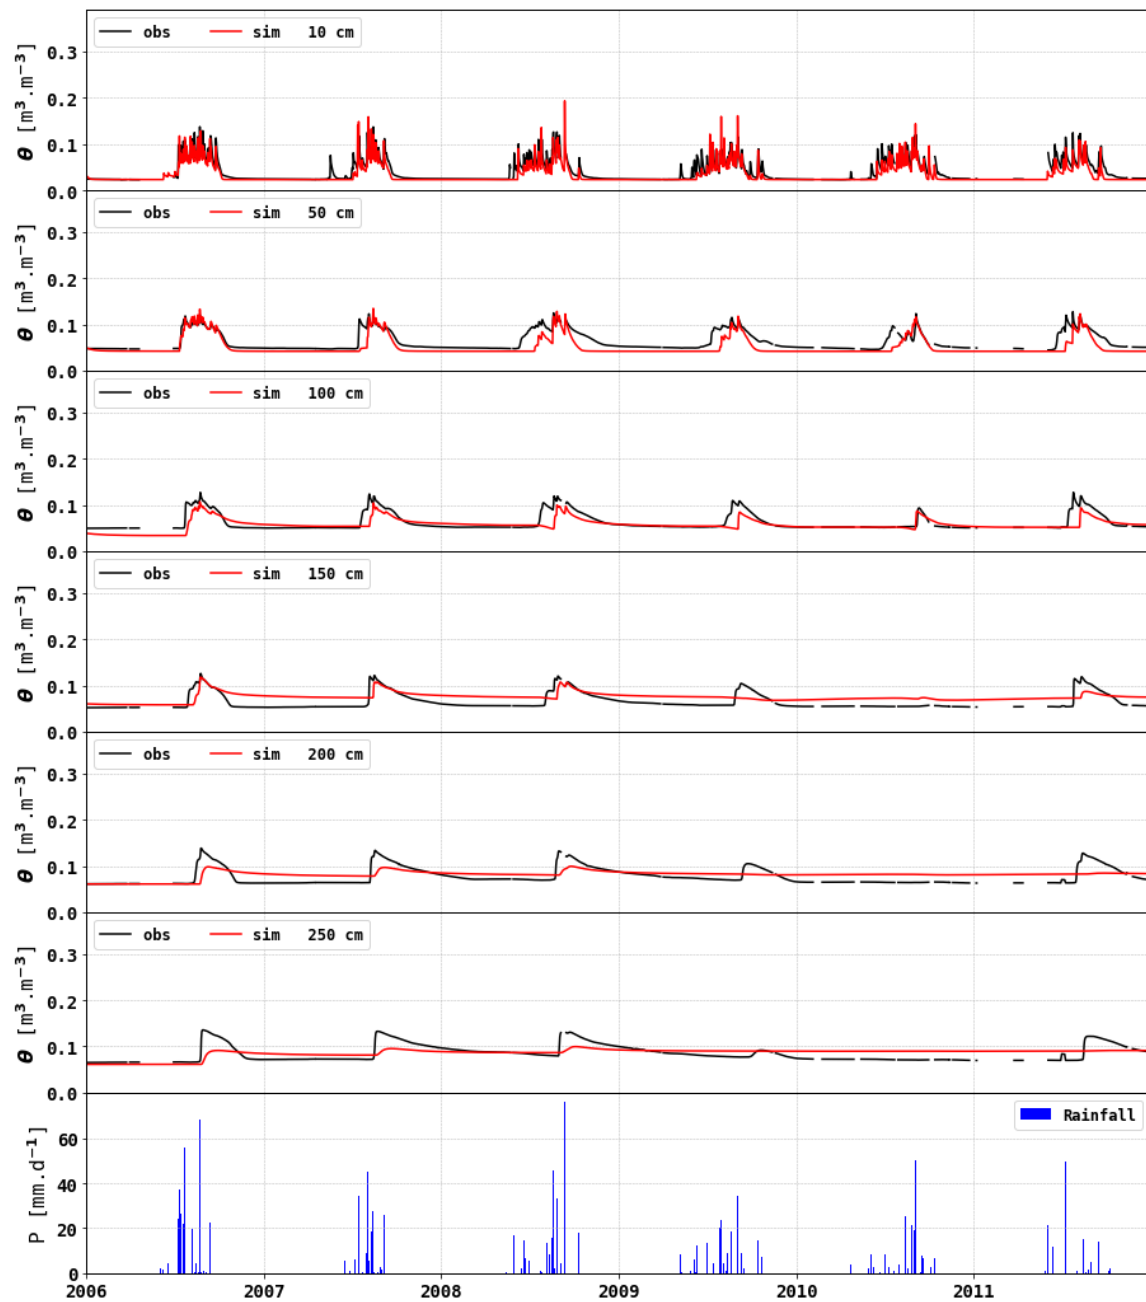 obs sim 10 cm
θ [m³.m⁻³]
0.3
0.2
0.1
0.0
obs sim 50 cm
θ [m³.m⁻³]
0.3
0.2
0.1
0.0
obs sim 100 cm
θ [m³.m⁻³]
0.3
0.2
0.1
0.0
obs sim 150 cm
θ [m³.m⁻³]
0.3
0.2
0.1
0.0
obs sim 200 cm
θ [m³.m⁻³]
0.3
0.2
0.1
0.0
obs sim 250 cm
θ [m³.m⁻³]
0.3
0.2
0.1
0.0
Rainfall
P [mm.d⁻¹]
60
40
20
0
2006 2007 2008 2009 2010 2011